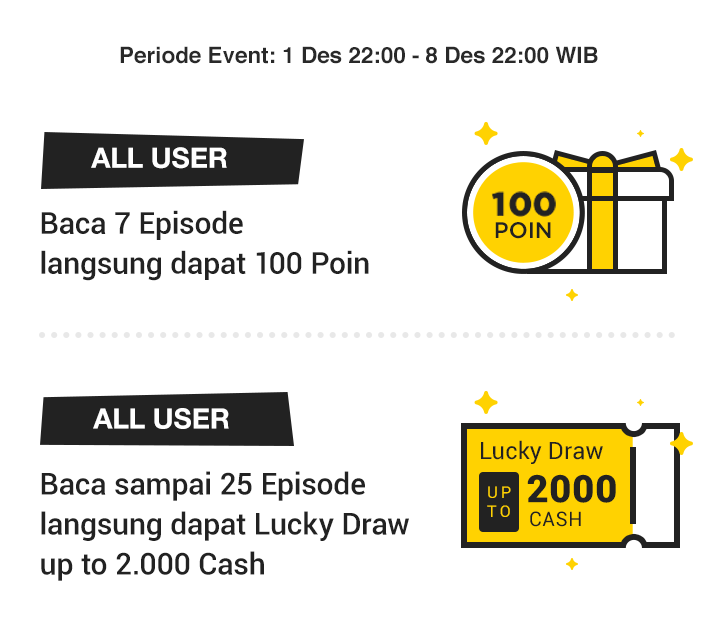 Periode Event: 1 Des 22:00 - 8 Des 22:00 WIB
ALL USER
Baca 7 Episode
langsung dapat 100 Poin
100
POIN
ALL USER
Baca sampai 25 Episode
langsung dapat Lucky Draw
up to 2.000 Cash
Lucky Draw
UP
TO
2000
CASH